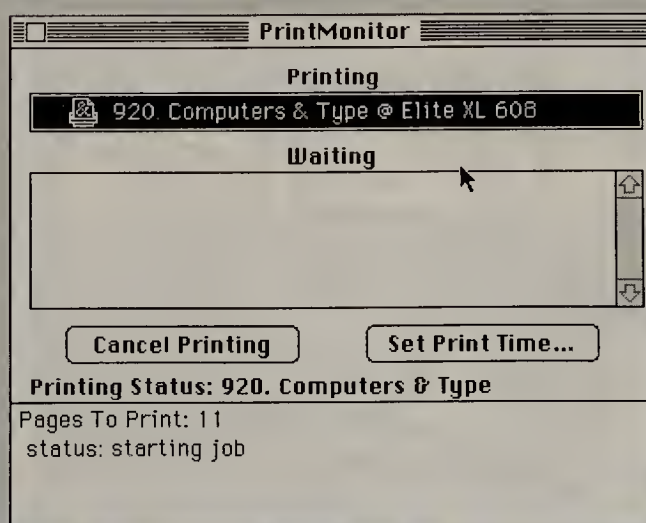 PrintMonitor
Printing
920. Computers & Type @ Elite XL 608
Waiting
Cancel Printing
Set Print Time...
Printing Status: 920. Computers & Type
Pages To Print: 11
status: starting job